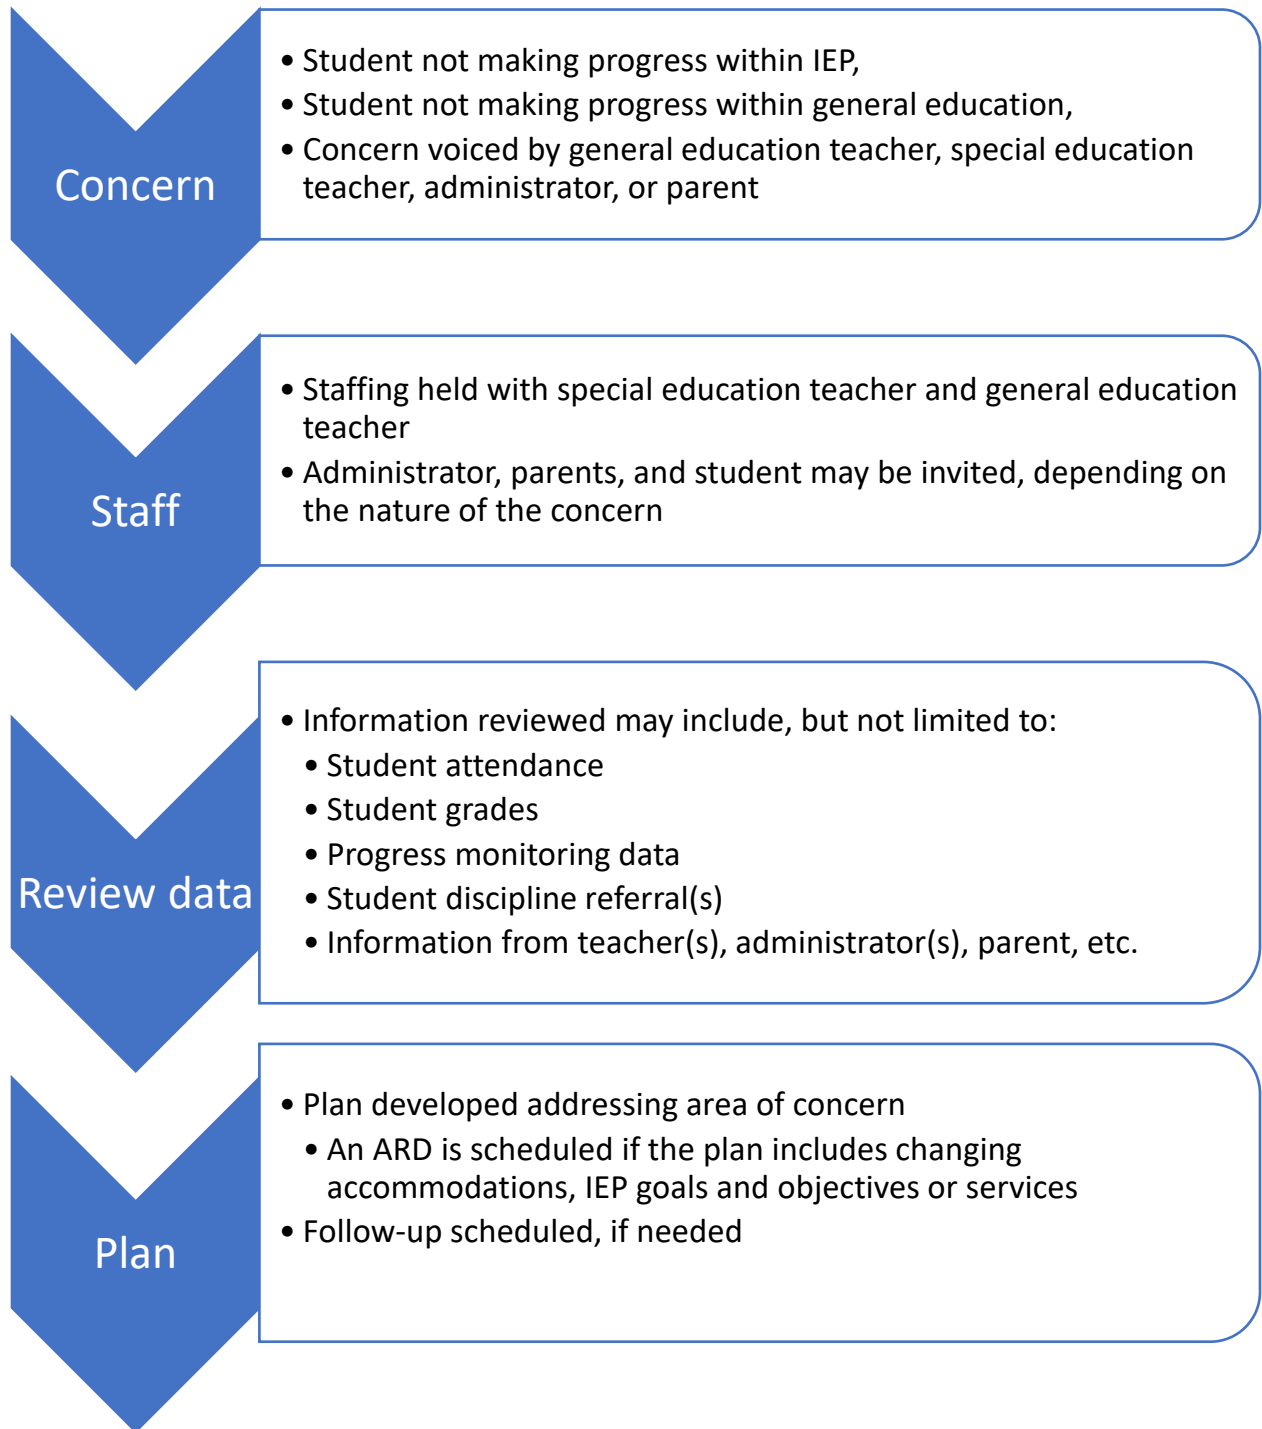 Concern
• Student not making progress within IEP,
• Student not making progress within general education,
• Concern voiced by general education teacher, special education
teacher, administrator, or parent
Staff
• Staffing held with special education teacher and general education
teacher
• Administrator, parents, and student may be invited, depending on
the nature of the concern
Review data
• Information reviewed may include, but not limited to:
• Student attendance
• Student grades
• Progress monitoring data
• Student discipline referral(s)
• Information from teacher(s), administrator(s), parent, etc.
Plan
• Plan developed addressing area of concern
• An ARD is scheduled if the plan includes changing
accommodations, IEP goals and objectives or services
• Follow-up scheduled, if needed